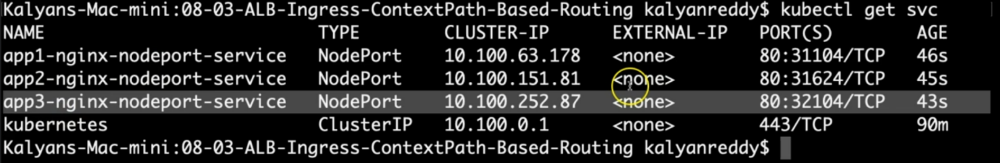 Kalyans-Mac-mini:08-03-ALB-Ingress-ContextPath-Based-Routing kalyanreddy$ kubectl get svc
NAME TYPE CLUSTER-IP EXTERNAL-IP PORT(S) AGE
app1-nginx-nodeport-service NodePort 10.100.63.178 <none> 80:31104/TCP 46s
app2-nginx-nodeport-service NodePort 10.100.151.81 <none> 80:31624/TCP 45s
app3-nginx-nodeport-service NodePort 10.100.252.87 <none> 80:32104/TCP 43s
kubernetes ClusterIP 10.100.0.1 <none> 443/TCP 90m
Kalyans-Mac-mini:08-03-ALB-Ingress-ContextPath-Based-Routing kalyanreddy$